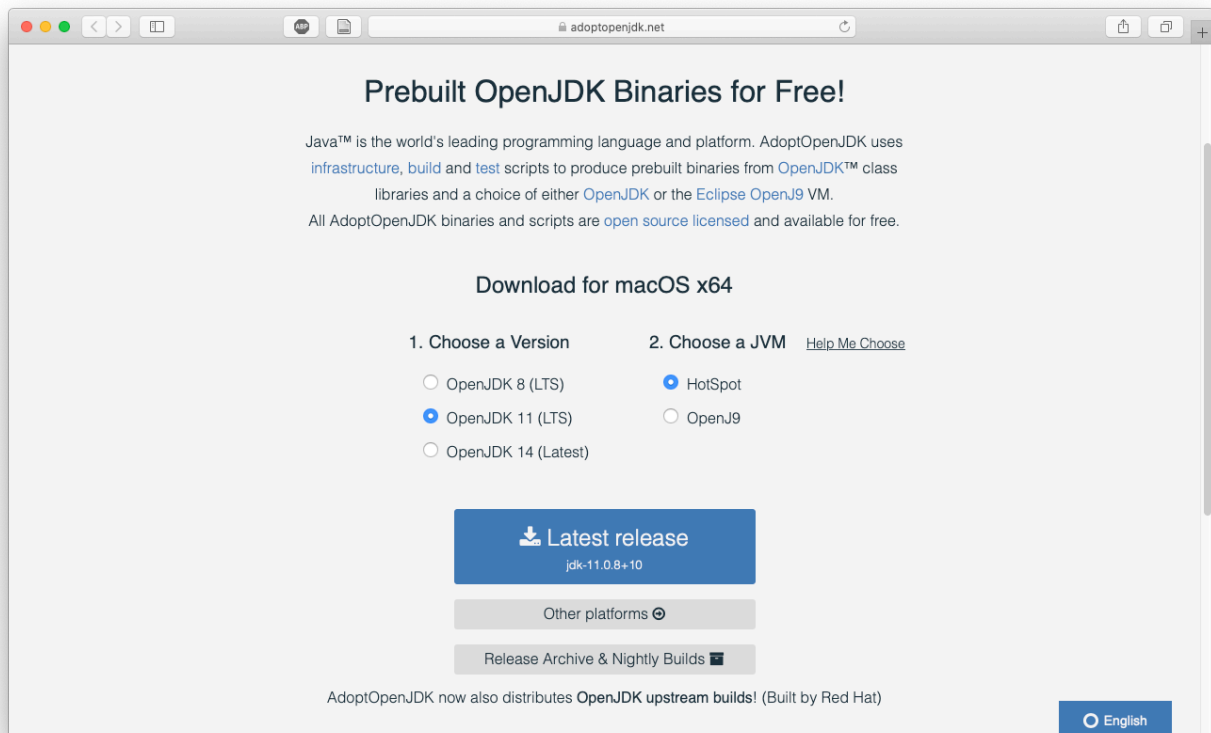 ABP
adoptopenjdk.net
Prebuilt OpenJDK Binaries for Free!
Java™ is the world's leading programming language and platform. AdoptOpenJDK uses
infrastructure, build and test scripts to produce prebuilt binaries from OpenJDK™ class
libraries and a choice of either OpenJDK or the Eclipse OpenJ9 VM.
All AdoptOpenJDK binaries and scripts are open source licensed and available for free.
Download for macOS x64
1. Choose a Version
2. Choose a JVM Help Me Choose
OpenJDK 8 (LTS)
HotSpot
OpenJDK 11 (LTS)
OpenJ9
OpenJDK 14 (Latest)
Latest release
jdk-11.0.8+10
Other platforms
Release Archive & Nightly Builds
AdoptOpenJDK now also distributes OpenJDK upstream builds! (Built by Red Hat)
English